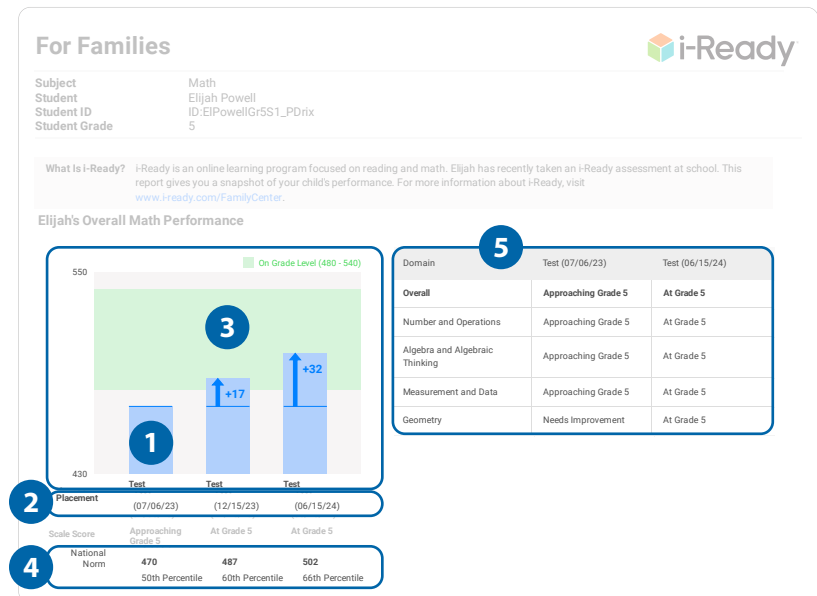 For Families
i-Ready
Subject Math
Student Elijah Powell
Student ID ID:ElPowellGr5S1_PDrix
Student Grade 5
What Is i-Ready? i-Ready is an online learning program focused on reading and math. Elijah has recently taken an i-Ready assessment at school. This
report gives you a snapshot of your child's performance. For more information about i-Ready, visit
www.i-ready.com/FamilyCenter.
Elijah's Overall Math Performance
On Grade Level (480 - 540)
550
3
+32
+17
1
430
Test Test Test
2
Placement (07/06/23) (12/15/23) (06/15/24)
Scale Score Approaching At Grade 5 At Grade 5
Grade 5
4
National
Norm 470 487 502
50th Percentile 60th Percentile 66th Percentile
5
Domain Test (07/06/23) Test (06/15/24)
Overall Approaching Grade 5 At Grade 5
Number and Operations Approaching Grade 5 At Grade 5
Algebra and Algebraic
Thinking Approaching Grade 5 At Grade 5
Measurement and Data Approaching Grade 5 At Grade 5
Geometry Needs Improvement At Grade 5